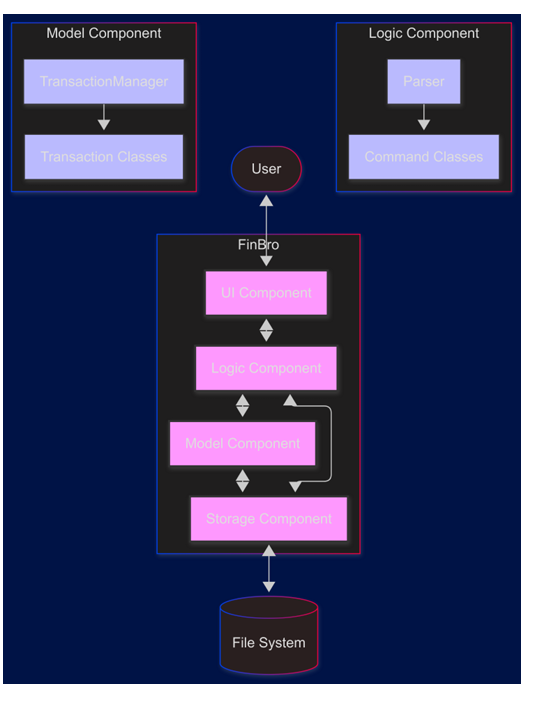 Model Component
TransactionManager
Transaction Classes
Logic Component
Parser
Command Classes
User
FinBro
UI Component
Logic Component
Model Component
Storage Component
File System